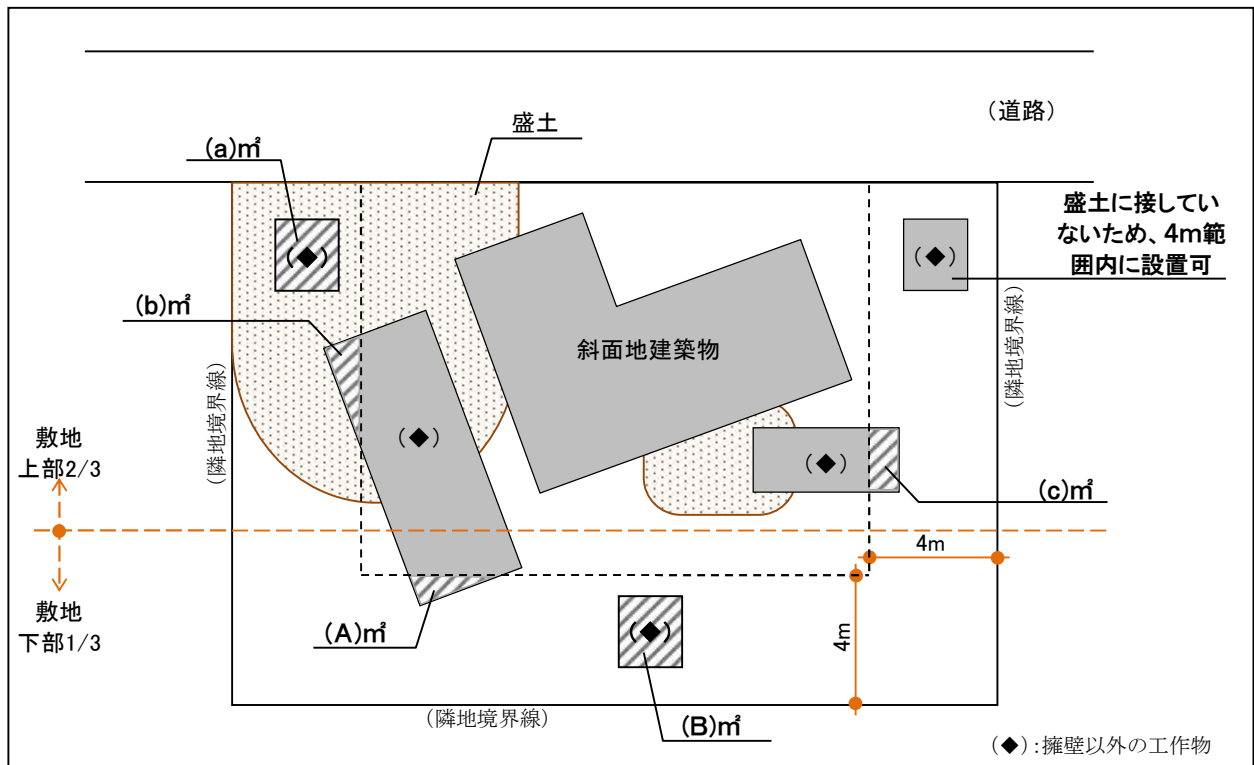 (道路)
盛土
(a)㎡
盛土に接してい
ないため、4m範
囲内に設置可
(◆)
(◆)
(b)㎡
斜面地建築物
(隣地境界線)
(隣地境界線)
(◆)
(◆)
敷地
上部2/3
(c)㎡
4m
敷地
下部1/3
(A)㎡
(◆)
4m
(B)㎡
(隣地境界線)
(◆):擁壁以外の工作物